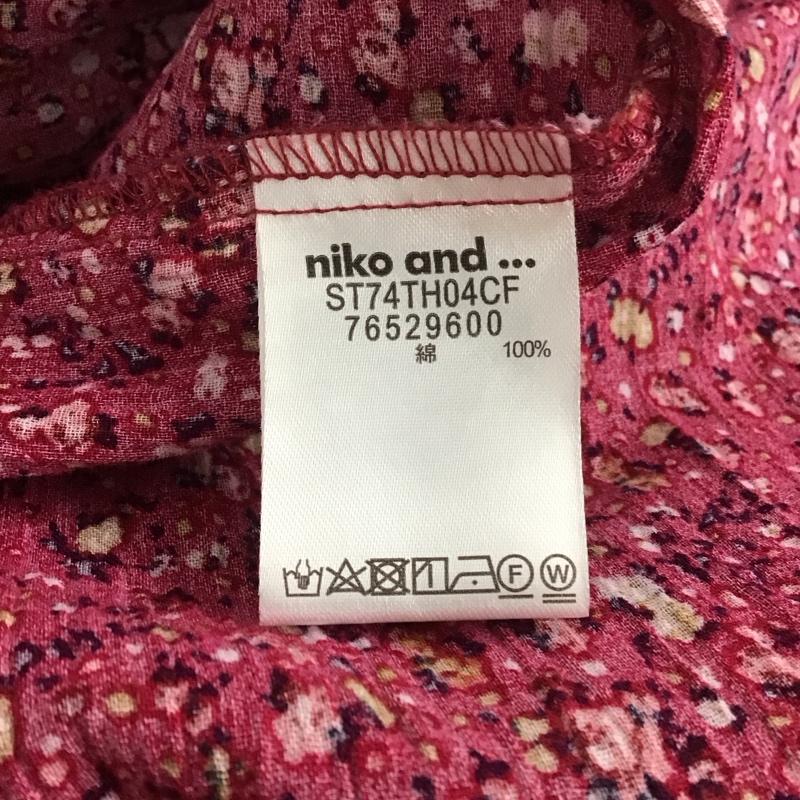 niko and ...
ST74TH04CF
76529600
綿 100%
F W